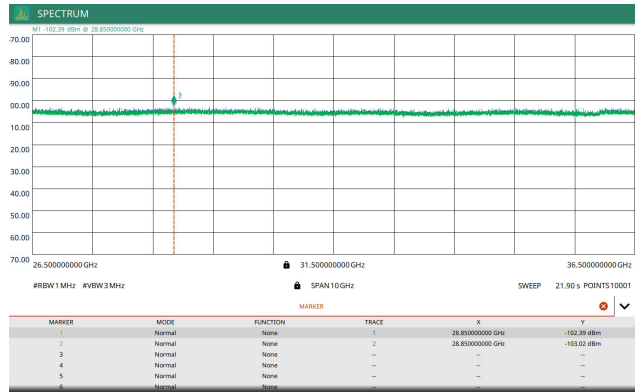 SPECTRUM
M1 -102.39 dBm @ 28.850000000 GHz
-70.00
-80.00
-90.00
00.00
10.00
20.00
30.00
40.00
50.00
60.00
70.00
26.500000000 GHz 31.500000000 GHz 36.500000000 GHz
#RBW 1 MHz #VBW 3 MHz SPAN 10 GHz SWEEP 21.90 s POINTS 10001
MARKER
MARKER MODE FUNCTION TRACE X Y
1 Normal None 1 28.850000000 GHz -102.39 dBm
2 Normal None 2 28.850000000 GHz -103.02 dBm
3 Normal None -- -- --
4 Normal None -- -- --
5 Normal None -- -- --
6 Normal None -- -- --